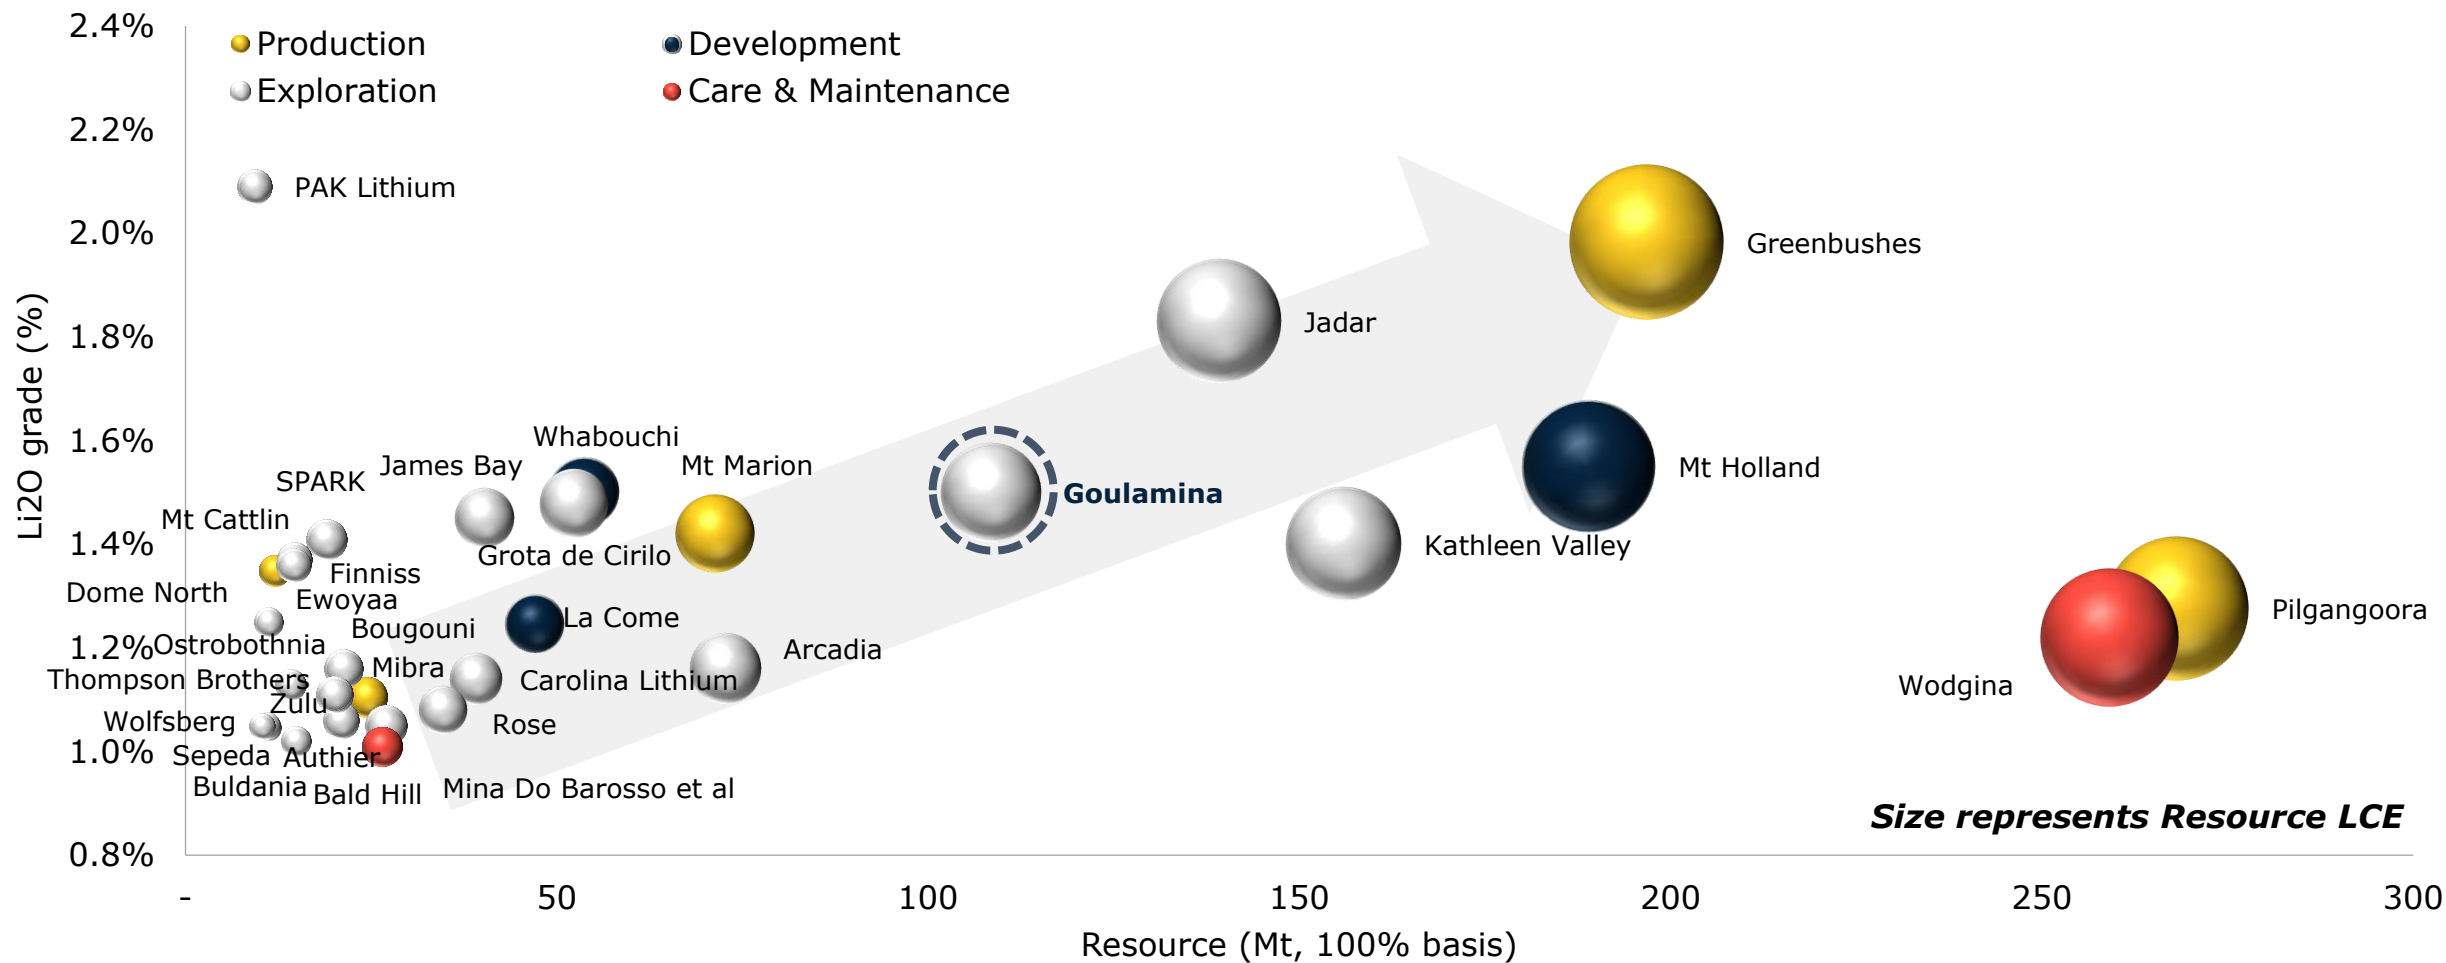 2.4%
Production
Development
Exploration
Care & Maintenance
2.2%
PAK Lithium
2.0%
Greenbushes
1.8%
Jadar
Li2O grade (%)
1.6%
Whabouchi
James Bay
Mt Marion
Mt Holland
SPARK
Goulamina
Mt Cattlin
1.4%
Kathleen Valley
Grota de Cirilo
Finniss
Dome North
Ewoyaa
Pilgangoora
La Come
Bougouni
1.2%
Ostrobothnia
Arcadia
Mibra
Thompson Brothers
Carolina Lithium
Wodgina
Zulu
Wolfsberg
Rose
1.0%
Sepeda
Authier
Buldania
Bald Hill
Mina Do Barosso et al
Size represents Resource LCE
0.8%
-
50
100
150
200
250
300
Resource (Mt, 100% basis)